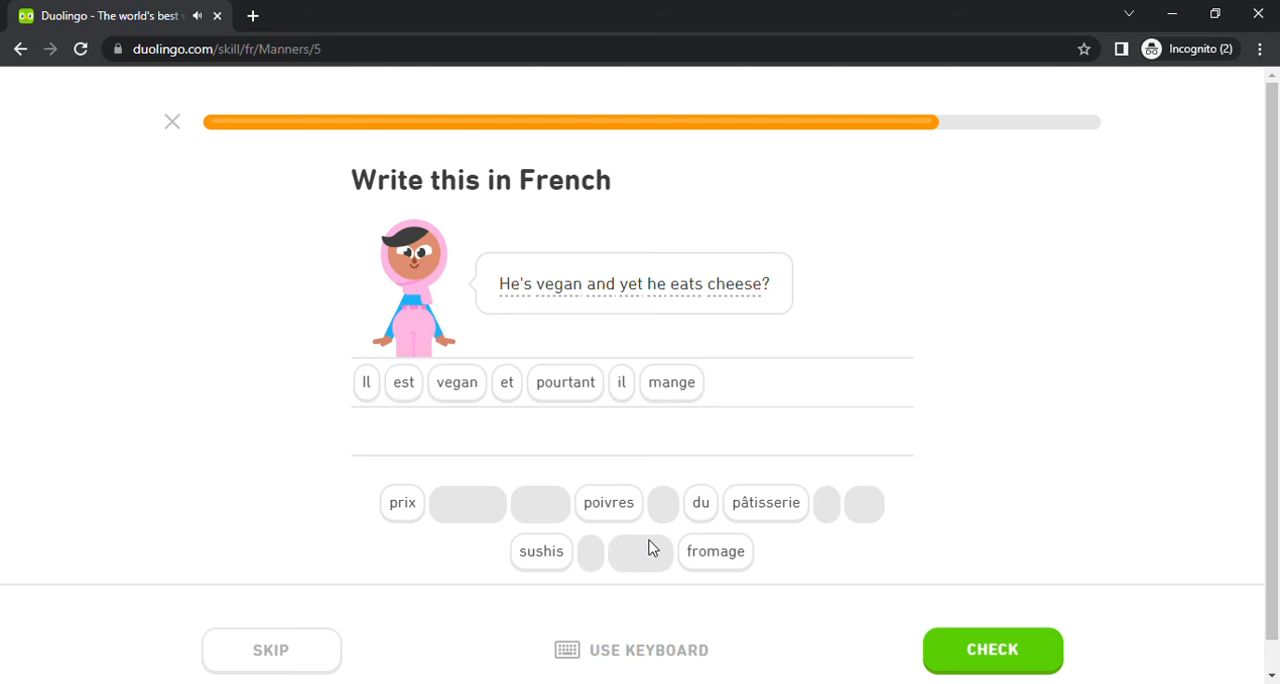 Duolingo - The world's best
duolingo.com/skill/fr/Manners/5
Incognito (2)
Write this in French
He's vegan and yet he eats cheese?
Il est vegan et pourtant il mange
prix poivres du pâtisserie
sushis fromage
SKIP USE KEYBOARD CHECK